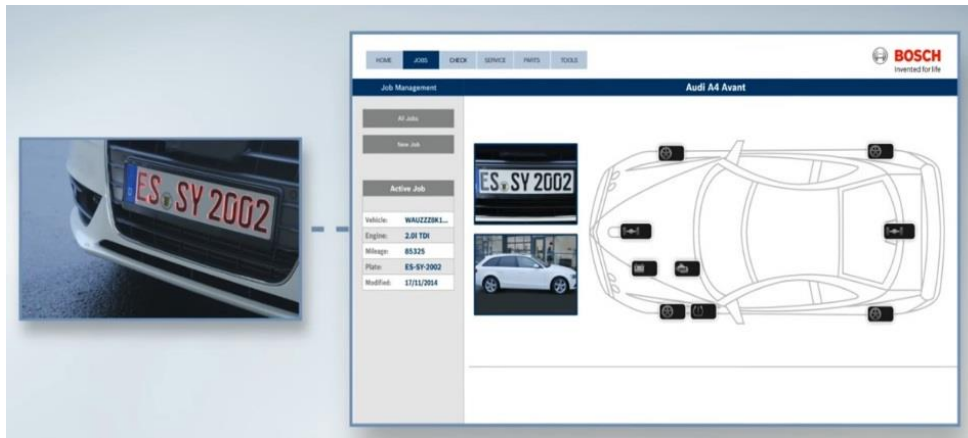 ES SY 2002
HOME JOBS CHECK SERVICE PARTS TOOLS
BOSCH
Invented for life
Job Management
Audi A4 Avant
All Jobs
New Job
Active Job
Vehicle: WAUZZZ8K1...
Engine: 2.0l TDI
Mileage: 85325
Plate: ES-SY-2002
Modified: 17/11/2014
ES SY 2002